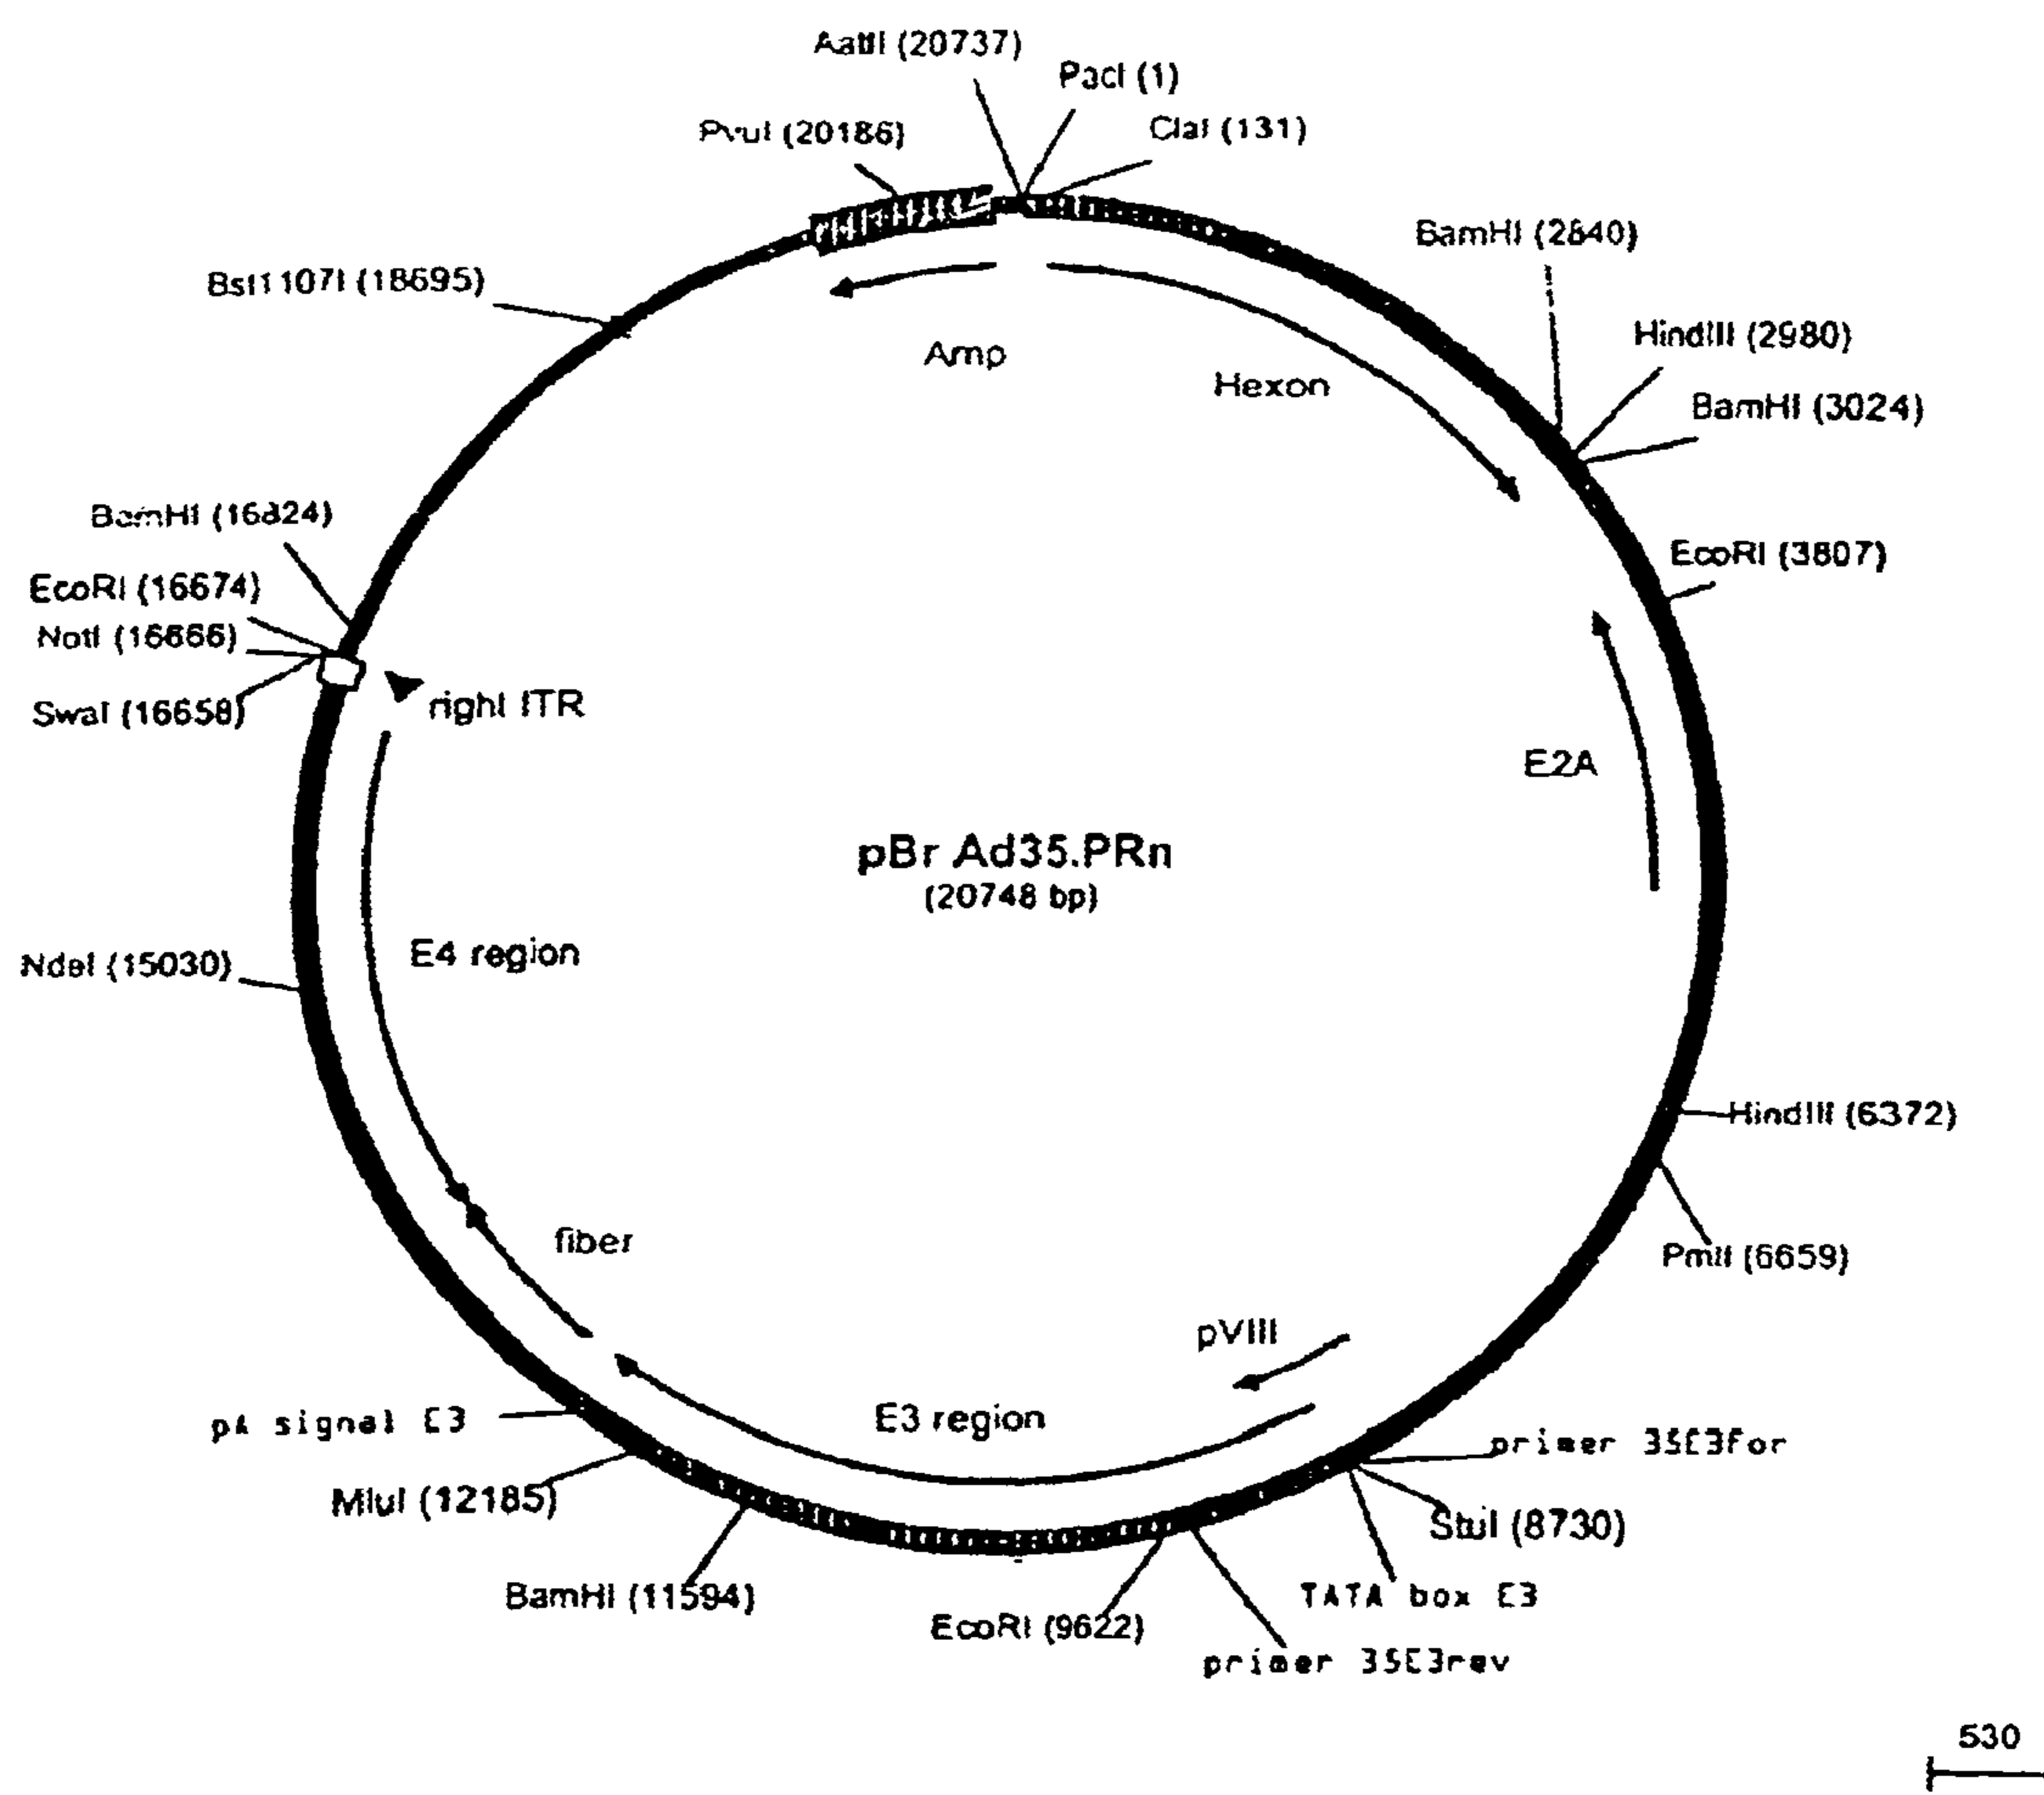 AatII (20737)
PacI (1)
PvuI (20186)
ClaI (131)
BamHI (2640)
Bst1107I (18695)
HindIII (2980)
Amp
Hexon
BamHI (3024)
BamHI (16824)
EcoRI (3807)
EcoRI (16674)
NotI (16666)
right ITR
SwaI (16658)
E2A
pBr Ad35.PRn
(20748 bp)
E4 region
NdeI (15030)
HindIII (6372)
fiber
PmlI (6659)
pVIII
E3 region
pA signal E3
primer 35E3For
MluI (12185)
StuI (8730)
BamHI (11594)
TATA box E3
EcoRI (9622)
primer 35E3rev
530